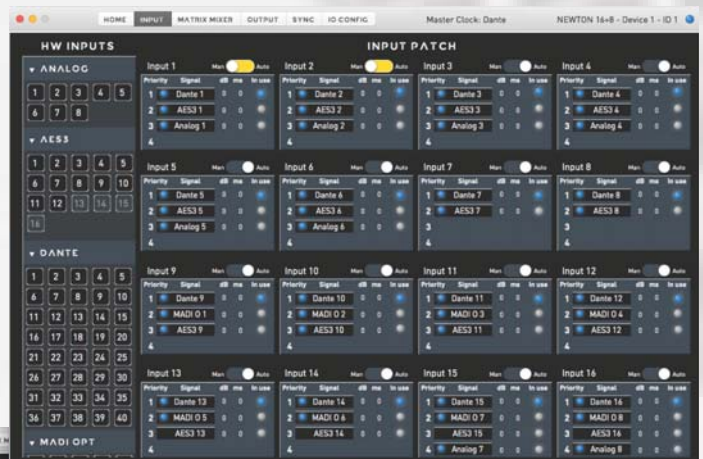 HOME INPUT MATRIX MIXER OUTPUT SYNC IO CONFIG Master Clock: Dante NEWTON 16+8 - Device 1 - ID 1
HW INPUTS
▾ ANALOG
1 2 3 4 5
6 7 8
▾ AES3
1 2 3 4 5
6 7 8 9 10
11 12 13 14 15
16
▾ DANTE
1 2 3 4 5
6 7 8 9 10
11 12 13 14 15
16 17 18 19 20
21 22 23 24 25
26 27 28 29 30
31 32 33 34 35
36 37 38 39 40
▾ MADI OPT
INPUT PATCH
Input 1 Man Auto
Priority Signal dB ms In use
1 Dante 1 0 0
2 AES3 1 0 0
3 Analog 1 0 0
4
Input 2 Man Auto
Priority Signal dB ms In use
1 Dante 2 0 0
2 AES3 2 0 0
3 Analog 2 0 0
4
Input 3 Man Auto
Priority Signal dB ms In use
1 Dante 3 0 0
2 AES3 3 0 0
3 Analog 3 0 0
4
Input 4 Man Auto
Priority Signal dB ms In use
1 Dante 4 0 0
2 AES3 4 0 0
3 Analog 4 0 0
4
Input 5 Man Auto
Priority Signal dB ms In use
1 Dante 5 0 0
2 AES3 5 0 0
3 Analog 5 0 0
4
Input 6 Man Auto
Priority Signal dB ms In use
1 Dante 6 0 0
2 AES3 6 0 0
3 Analog 6 0 0
4
Input 7 Man Auto
Priority Signal dB ms In use
1 Dante 7 0 0
2 AES3 7 0 0
3
4
Input 8 Man Auto
Priority Signal dB ms In use
1 Dante 8 0 0
2 AES3 8 0 0
3
4
Input 9 Man Auto
Priority Signal dB ms In use
1 Dante 9 0 0
2 MADI O 1 0 0
3 AES3 9 0 0
4
Input 10 Man Auto
Priority Signal dB ms In use
1 Dante 10 0 0
2 MADI O 2 0 0
3 AES3 10 0 0
4
Input 11 Man Auto
Priority Signal dB ms In use
1 Dante 11 0 0
2 MADI O 3 0 0
3 AES3 11 0 0
4
Input 12 Man Auto
Priority Signal dB ms In use
1 Dante 12 0 0
2 MADI O 4 0 0
3 AES3 12 0 0
4
Input 13 Man Auto
Priority Signal dB ms In use
1 Dante 13 0 0
2 MADI O 5 0 0
3 AES3 13 0 0
4
Input 14 Man Auto
Priority Signal dB ms In use
1 Dante 14 0 0
2 MADI O 6 0 0
3 AES3 14 0 0
4
Input 15 Man Auto
Priority Signal dB ms In use
1 Dante 15 0 0
2 MADI O 7 0 0
3 AES3 15 0 0
4 Analog 7 0 0
Input 16 Man Auto
Priority Signal dB ms In use
1 Dante 16 0 0
2 MADI O 8 0 0
3 AES3 16 0 0
4 Analog 8 0 0